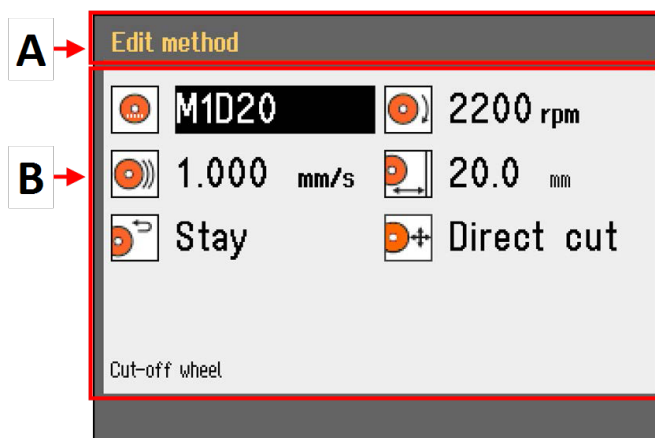 A
Edit method
M1D20 2200 rpm
B
1.000 mm/s 20.0 mm
Stay Direct cut
Cut-off wheel